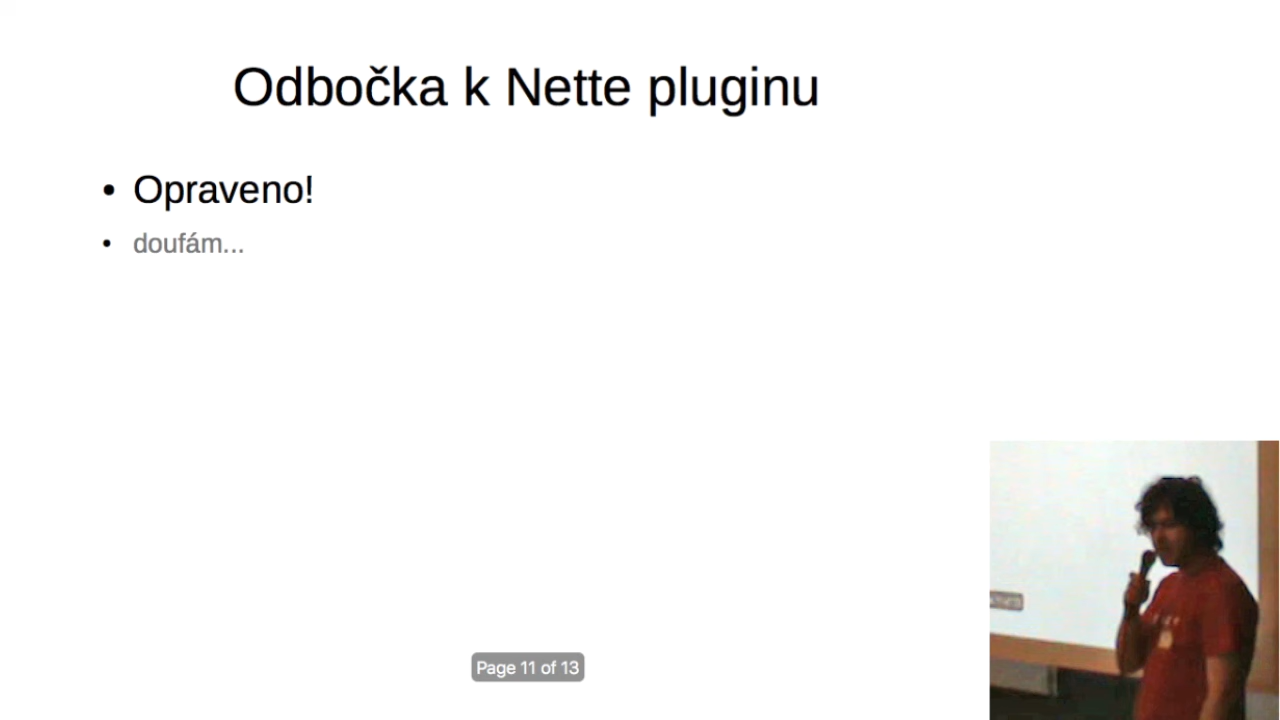 Odbočka k Nette pluginu
• Opraveno!
• doufám...
Page 11 of 13